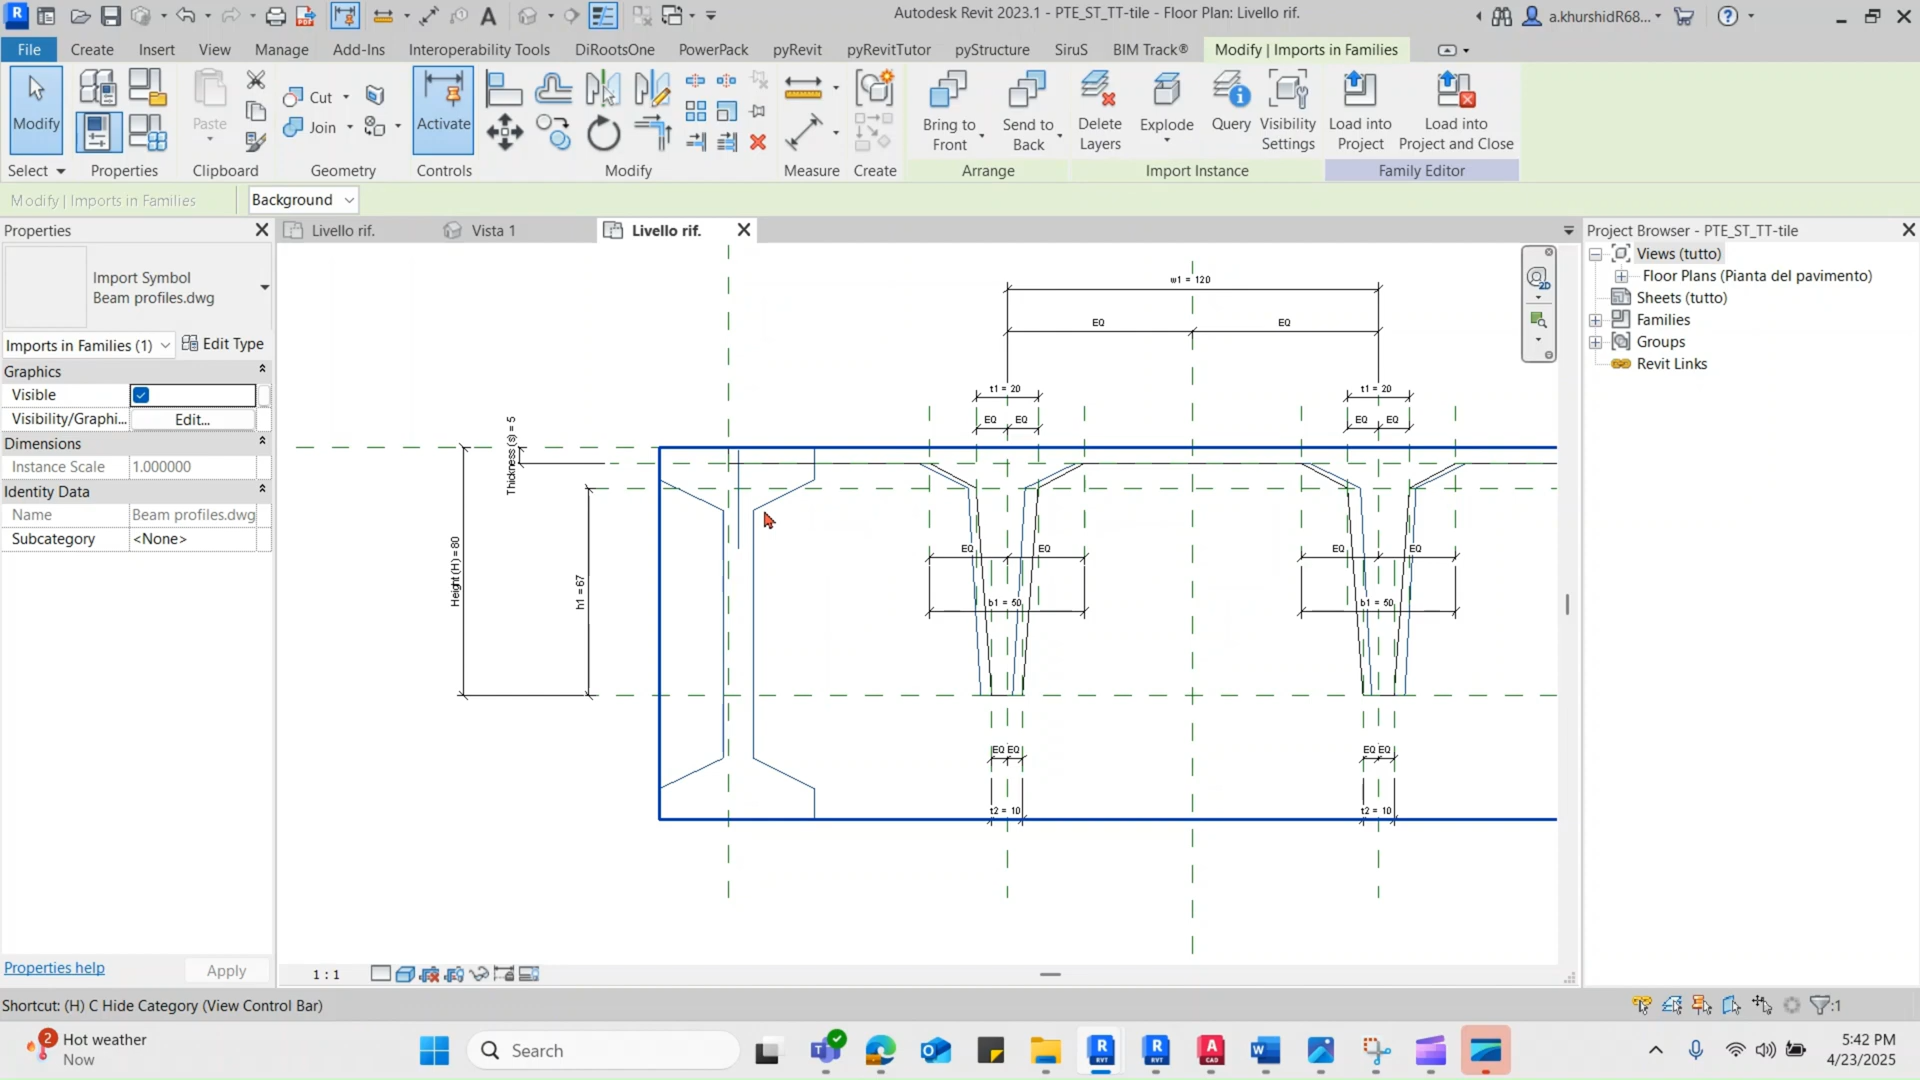 Autodesk Revit 2023.1 - PTE_ST_TT-tile - Floor Plan: Livello rif.
a.khurshidR68...
File Create Insert View Manage Add-Ins Interoperability Tools DiRootsOne PowerPack pyRevit pyRevitTutor pyStructure SiruS BIM Track® Modify | Imports in Families
Modify
Paste
Cut
Join
Activate
Bring to Front
Send to Back
Delete Layers
Explode
Query
Visibility Settings
Load into Project
Load into Project and Close
Select Properties Clipboard Geometry Controls Modify Measure Create Arrange Import Instance Family Editor
Modify | Imports in Families
Background
Properties
Import Symbol
Beam profiles.dwg
Imports in Families (1)
Edit Type
Graphics
Visible
Visibility/Graphi... Edit...
Dimensions
Instance Scale 1.000000
Identity Data
Name Beam profiles.dwg
Subcategory <None>
Properties help
Apply
Livello rif.
Vista 1
Livello rif.
w1 = 120
EQ EQ
t1 = 20 t1 = 20
EQ EQ EQ EQ
Thickness (s) = 5
Height (H) = 80
h1 = 67
EQ EQ EQ EQ
b1 = 50 b1 = 50
EQ EQ EQ EQ
t2 = 10 t2 = 10
2D
1 : 1
Project Browser - PTE_ST_TT-tile
Views (tutto)
Floor Plans (Pianta del pavimento)
Sheets (tutto)
Families
Groups
Revit Links
Shortcut: (H) C Hide Category (View Control Bar)
:1
2
Hot weather
Now
Search
5:42 PM
4/23/2025